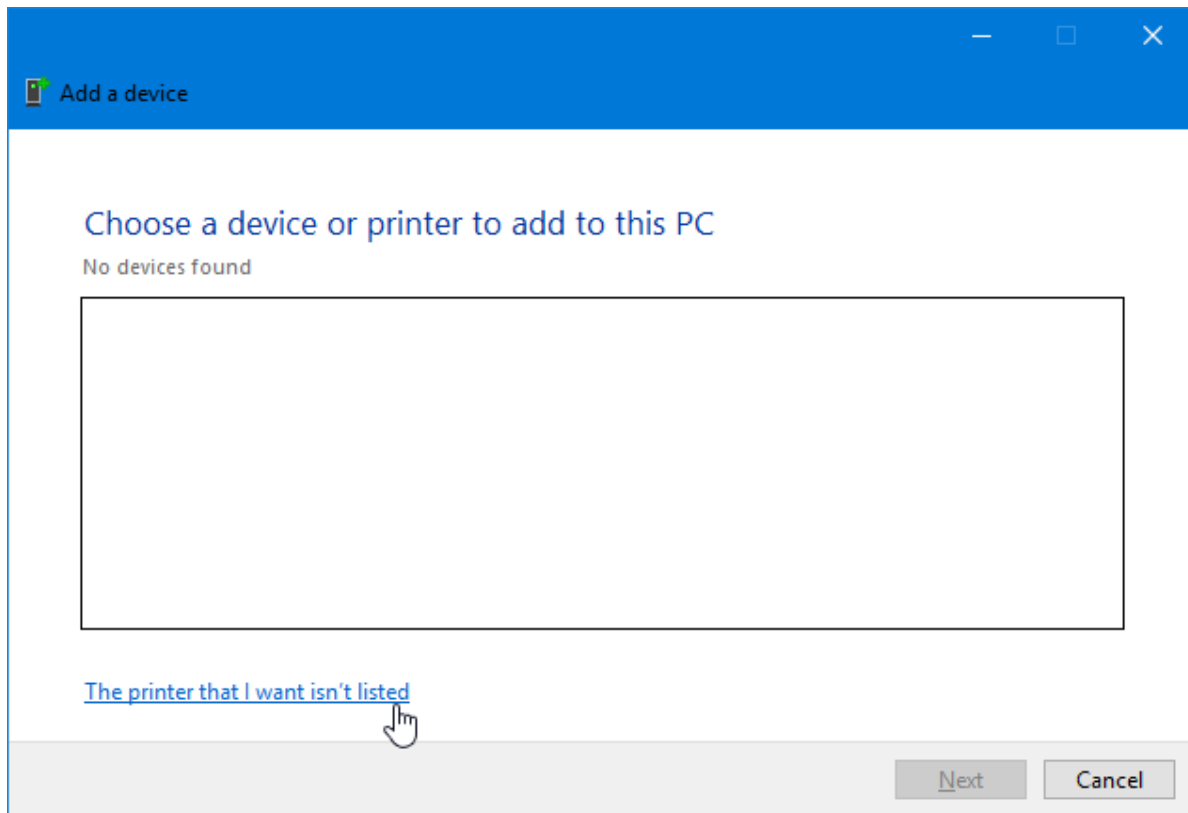 Add a device
Choose a device or printer to add to this PC
No devices found
The printer that I want isn't listed
Next
Cancel